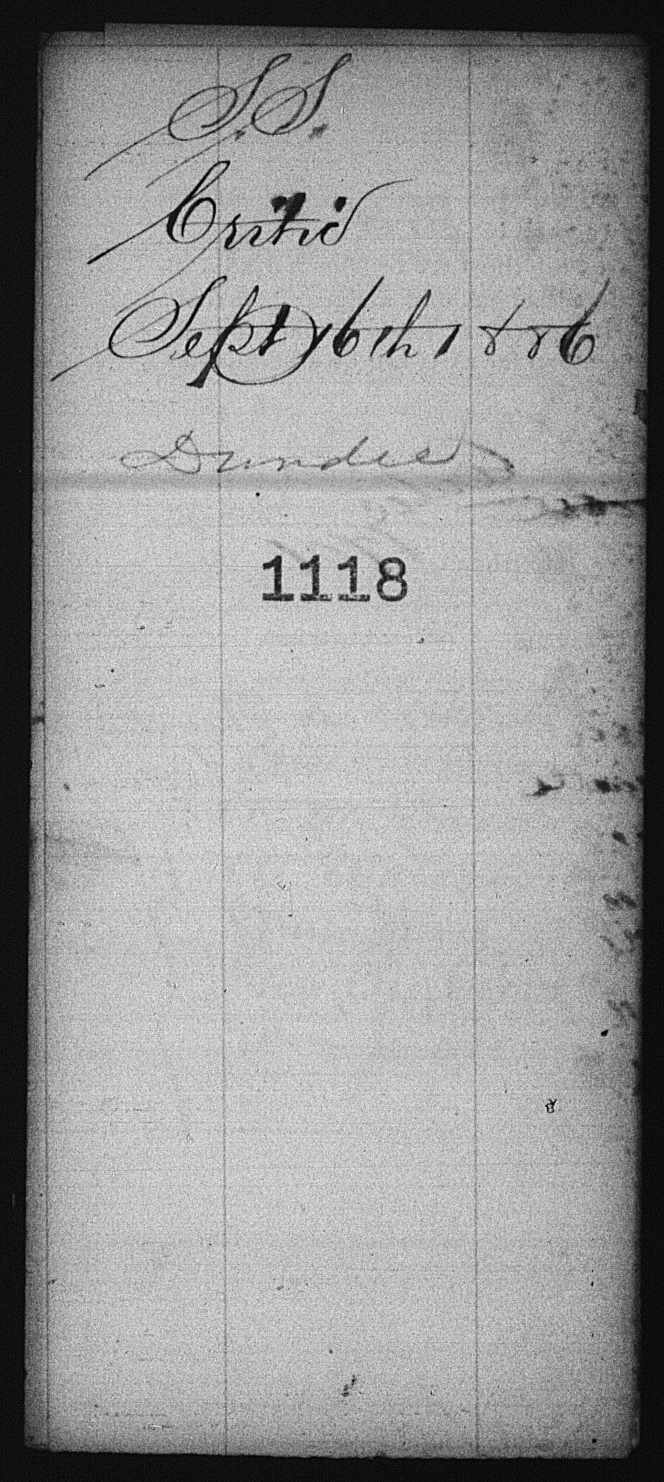 S.S.
Critic
Sept 16th 1886
Dundee
1118